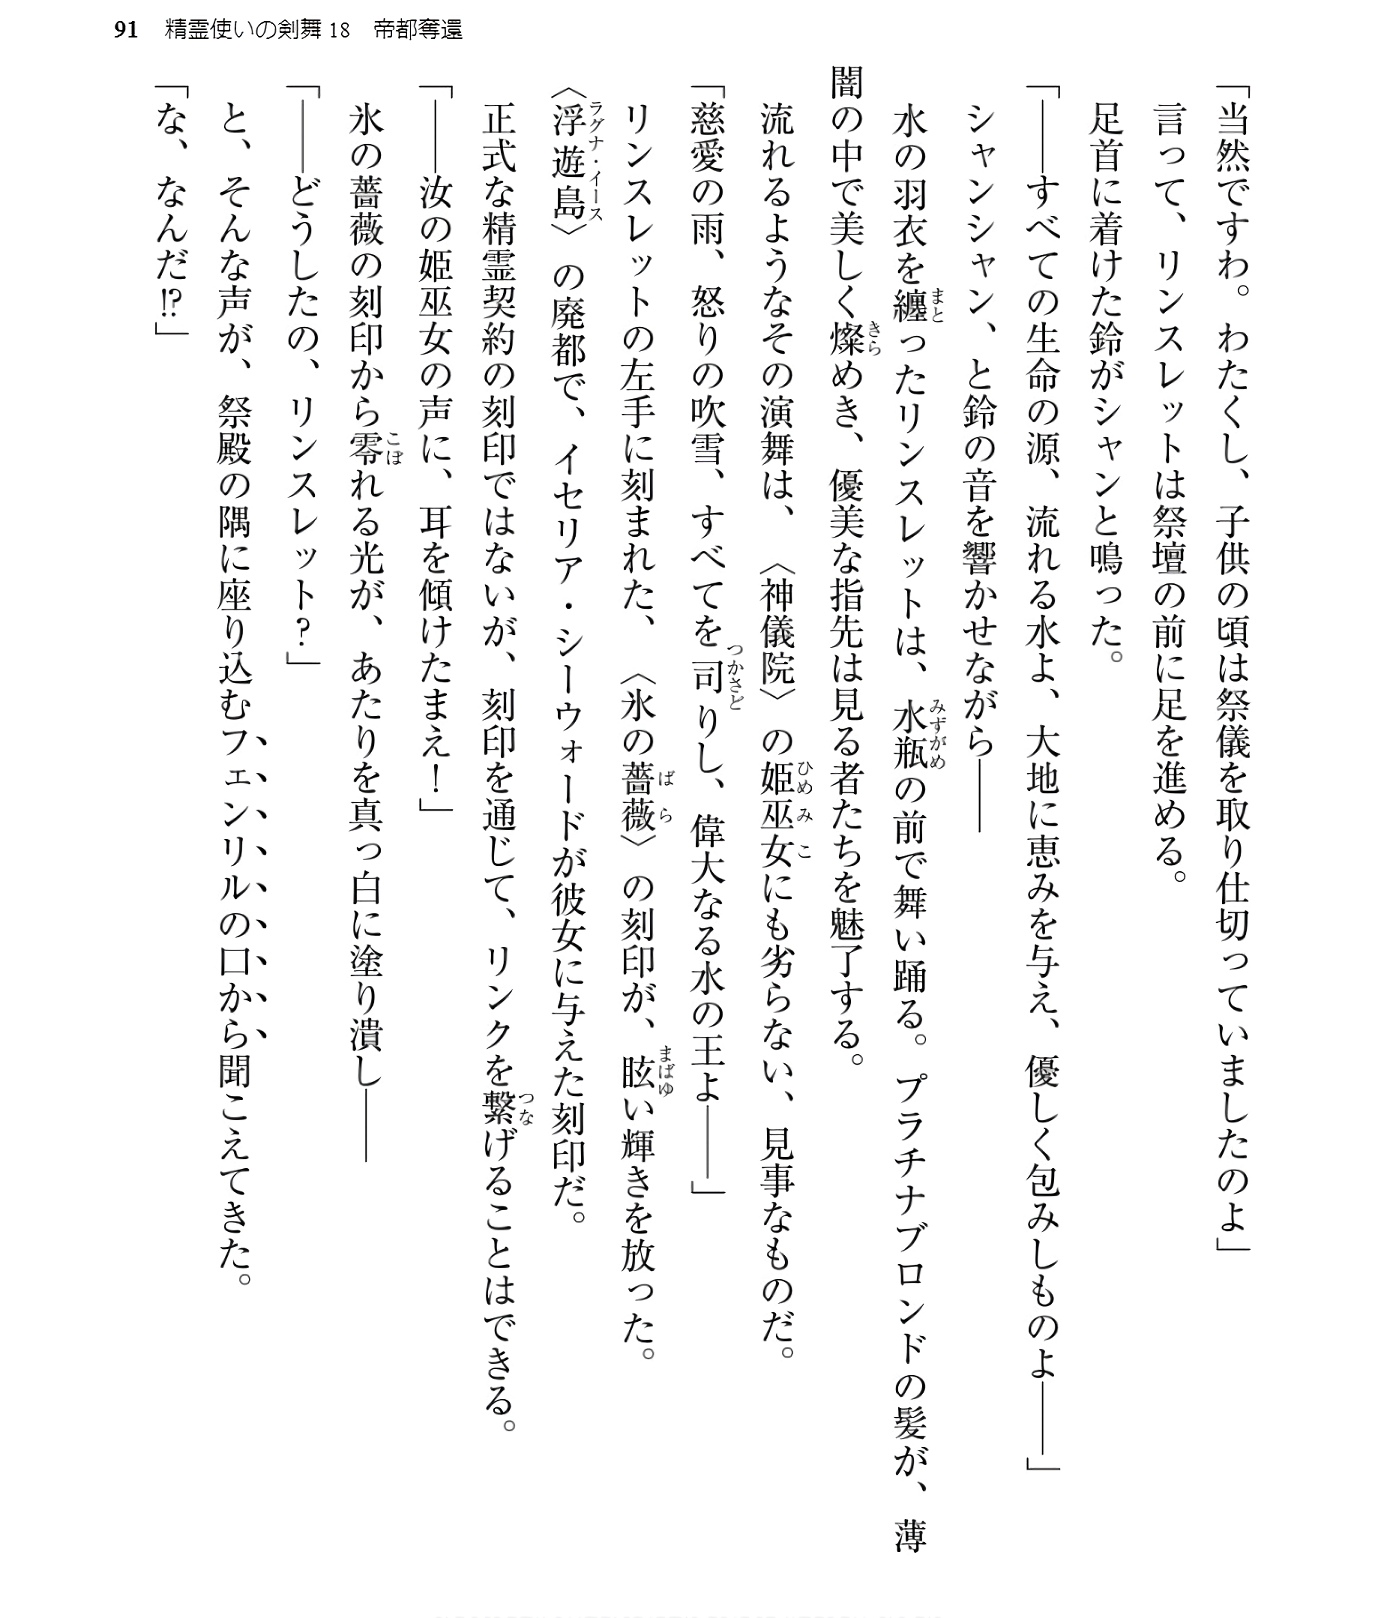 91 精霊使いの剣舞18 帝都奪還
「当然ですわ。わたくし、子供の頃は祭儀を取り仕切っていましたのよ」
言って、リンスレットは祭壇の前に足を進める。
足首に着けた鈴がシャンと鳴った。
「――すべての生命の源、流れる水よ、大地に恵みを与え、優しく包みしものよ――」
シャンシャン、と鈴の音を響かせながら――
水の羽衣を纏ったリンスレットは、水瓶の前で舞い踊る。プラチナブロンドの髪が、薄
闇の中で美しく燦めき、優美な指先は見る者たちを魅了する。
流れるようなその演舞は、〈神儀院〉の姫巫女にも劣らない、見事なものだ。
「慈愛の雨、怒りの吹雪、すべてを司りし、偉大なる水の王よ――」
リンスレットの左手に刻まれた、〈氷の薔薇〉の刻印が、眩い輝きを放った。
〈浮遊島〉の廃都で、イセリア・シーウォードが彼女に与えた刻印だ。
正式な精霊契約の刻印ではないが、刻印を通じて、リンクを繋げることはできる。
「――汝の姫巫女の声に、耳を傾けたまえ！」
氷の薔薇の刻印から零れる光が、あたりを真っ白に塗り潰し――
「――どうしたの、リンスレット？」
と、そんな声が、祭殿の隅に座り込むフェンリルの口から聞こえてきた。
「な、なんだ!?」